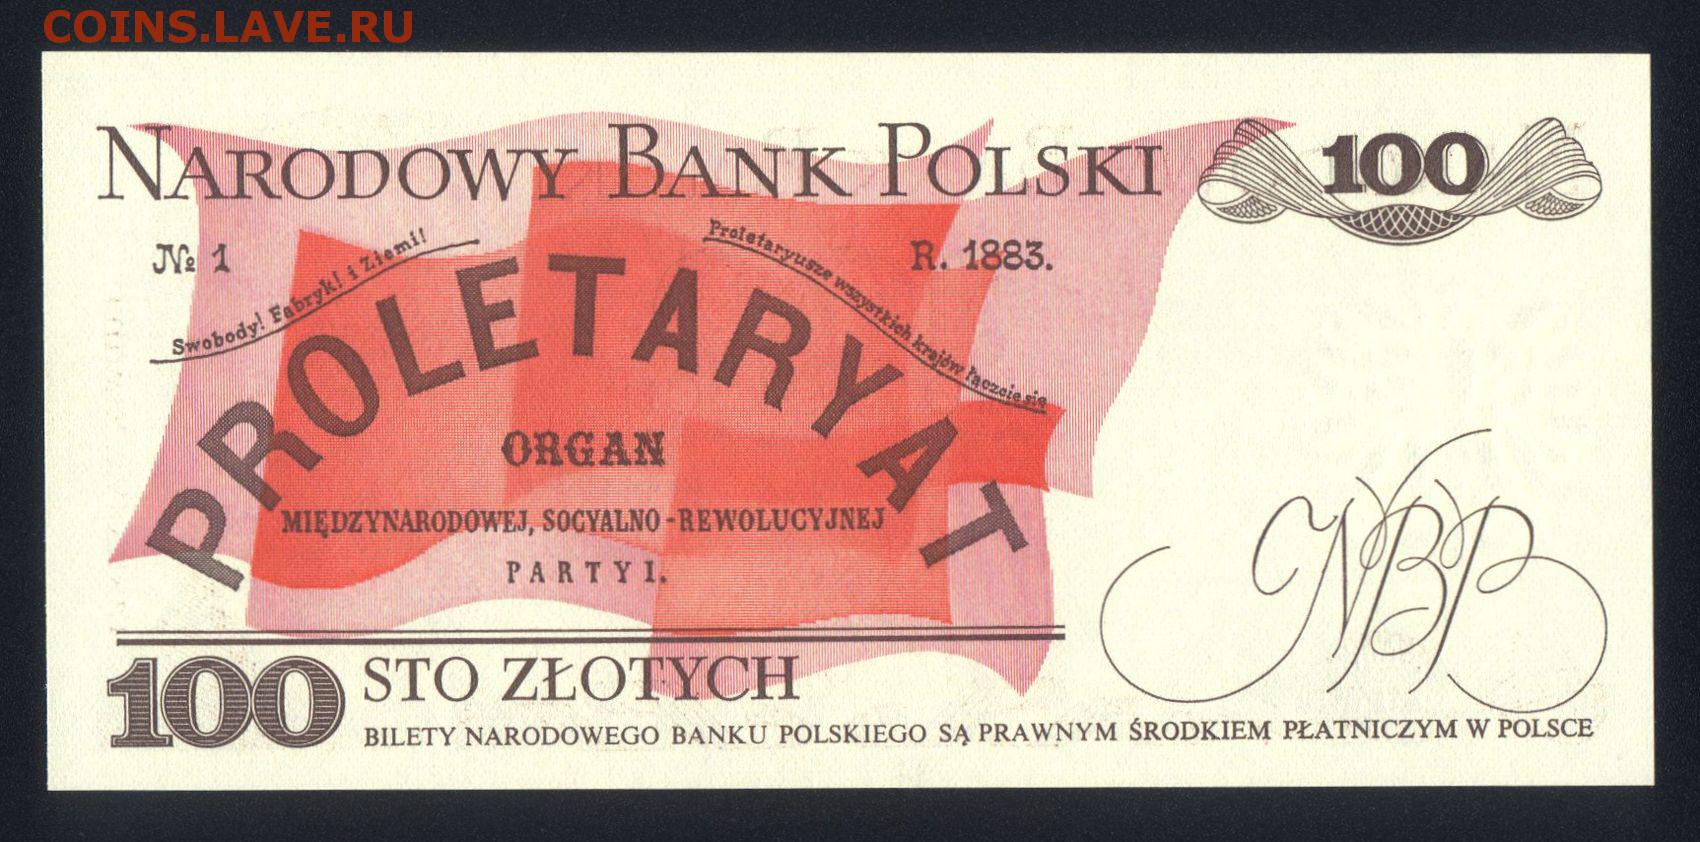 COINS.LAVE.RU
NARODOWY BANK POLSKI
100
№ 1
Swobody! Fabryk! i Ziemi!
Proletaryusze wszystkich krajów łączcie się
R. 1883.
PROLETARYAT
ORGAN
MIĘDZYNARODOWEJ, SOCYALNO-REWOLUCYJNEJ
PARTYI.
NBP
100 STO ZŁOTYCH
BILETY NARODOWEGO BANKU POLSKIEGO SĄ PRAWNYM ŚRODKIEM PŁATNICZYM W POLSCE